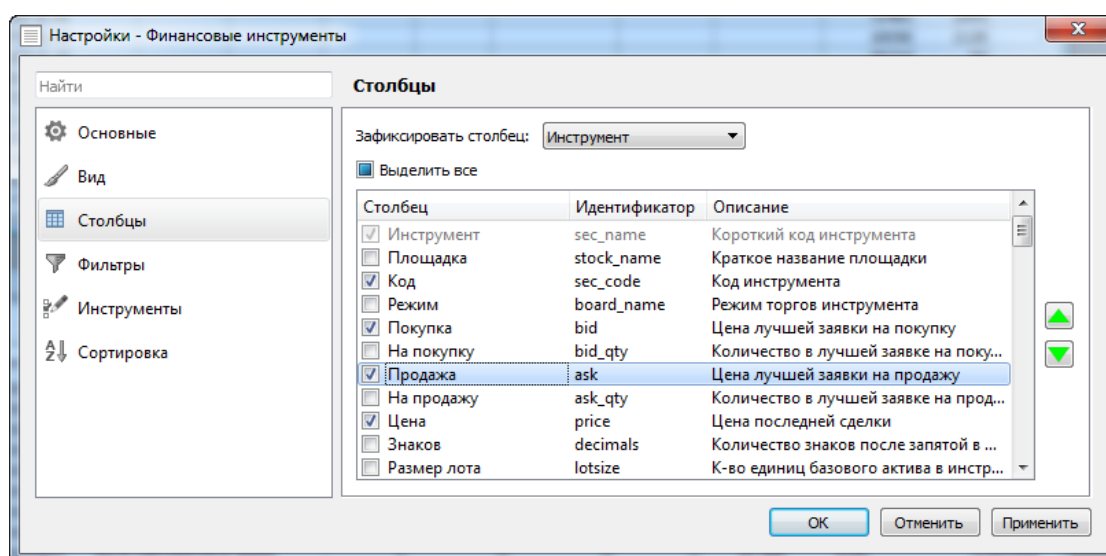 Настройки - Финансовые инструменты
Найти
Основные
Вид
Столбцы
Фильтры
Инструменты
Сортировка
Столбцы
Зафиксировать столбец: Инструмент
Выделить все
Столбец Идентификатор Описание
Инструмент sec_name Короткий код инструмента
Площадка stock_name Краткое название площадки
Код sec_code Код инструмента
Режим board_name Режим торгов инструмента
Покупка bid Цена лучшей заявки на покупку
На покупку bid_qty Количество в лучшей заявке на поку...
Продажа ask Цена лучшей заявки на продажу
На продажу ask_qty Количество в лучшей заявке на прод...
Цена price Цена последней сделки
Знаков decimals Количество знаков после запятой в ...
Размер лота lotsize К-во единиц базового актива в инстр...
OK Отменить Применить